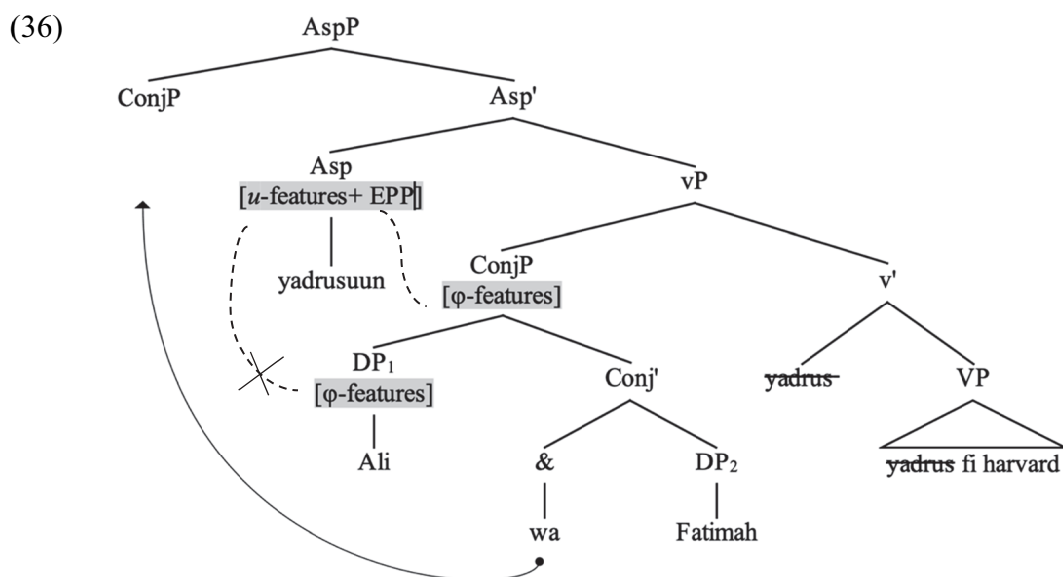 (36)
AspP
ConjP
Asp'
Asp
[u-features+ EPP]
vP
yadrusuun
ConjP
[φ-features]
v'
DP₁
[φ-features]
Conj'
yadrus
VP
Ali
&
DP₂
yadrus fi harvard
wa
Fatimah